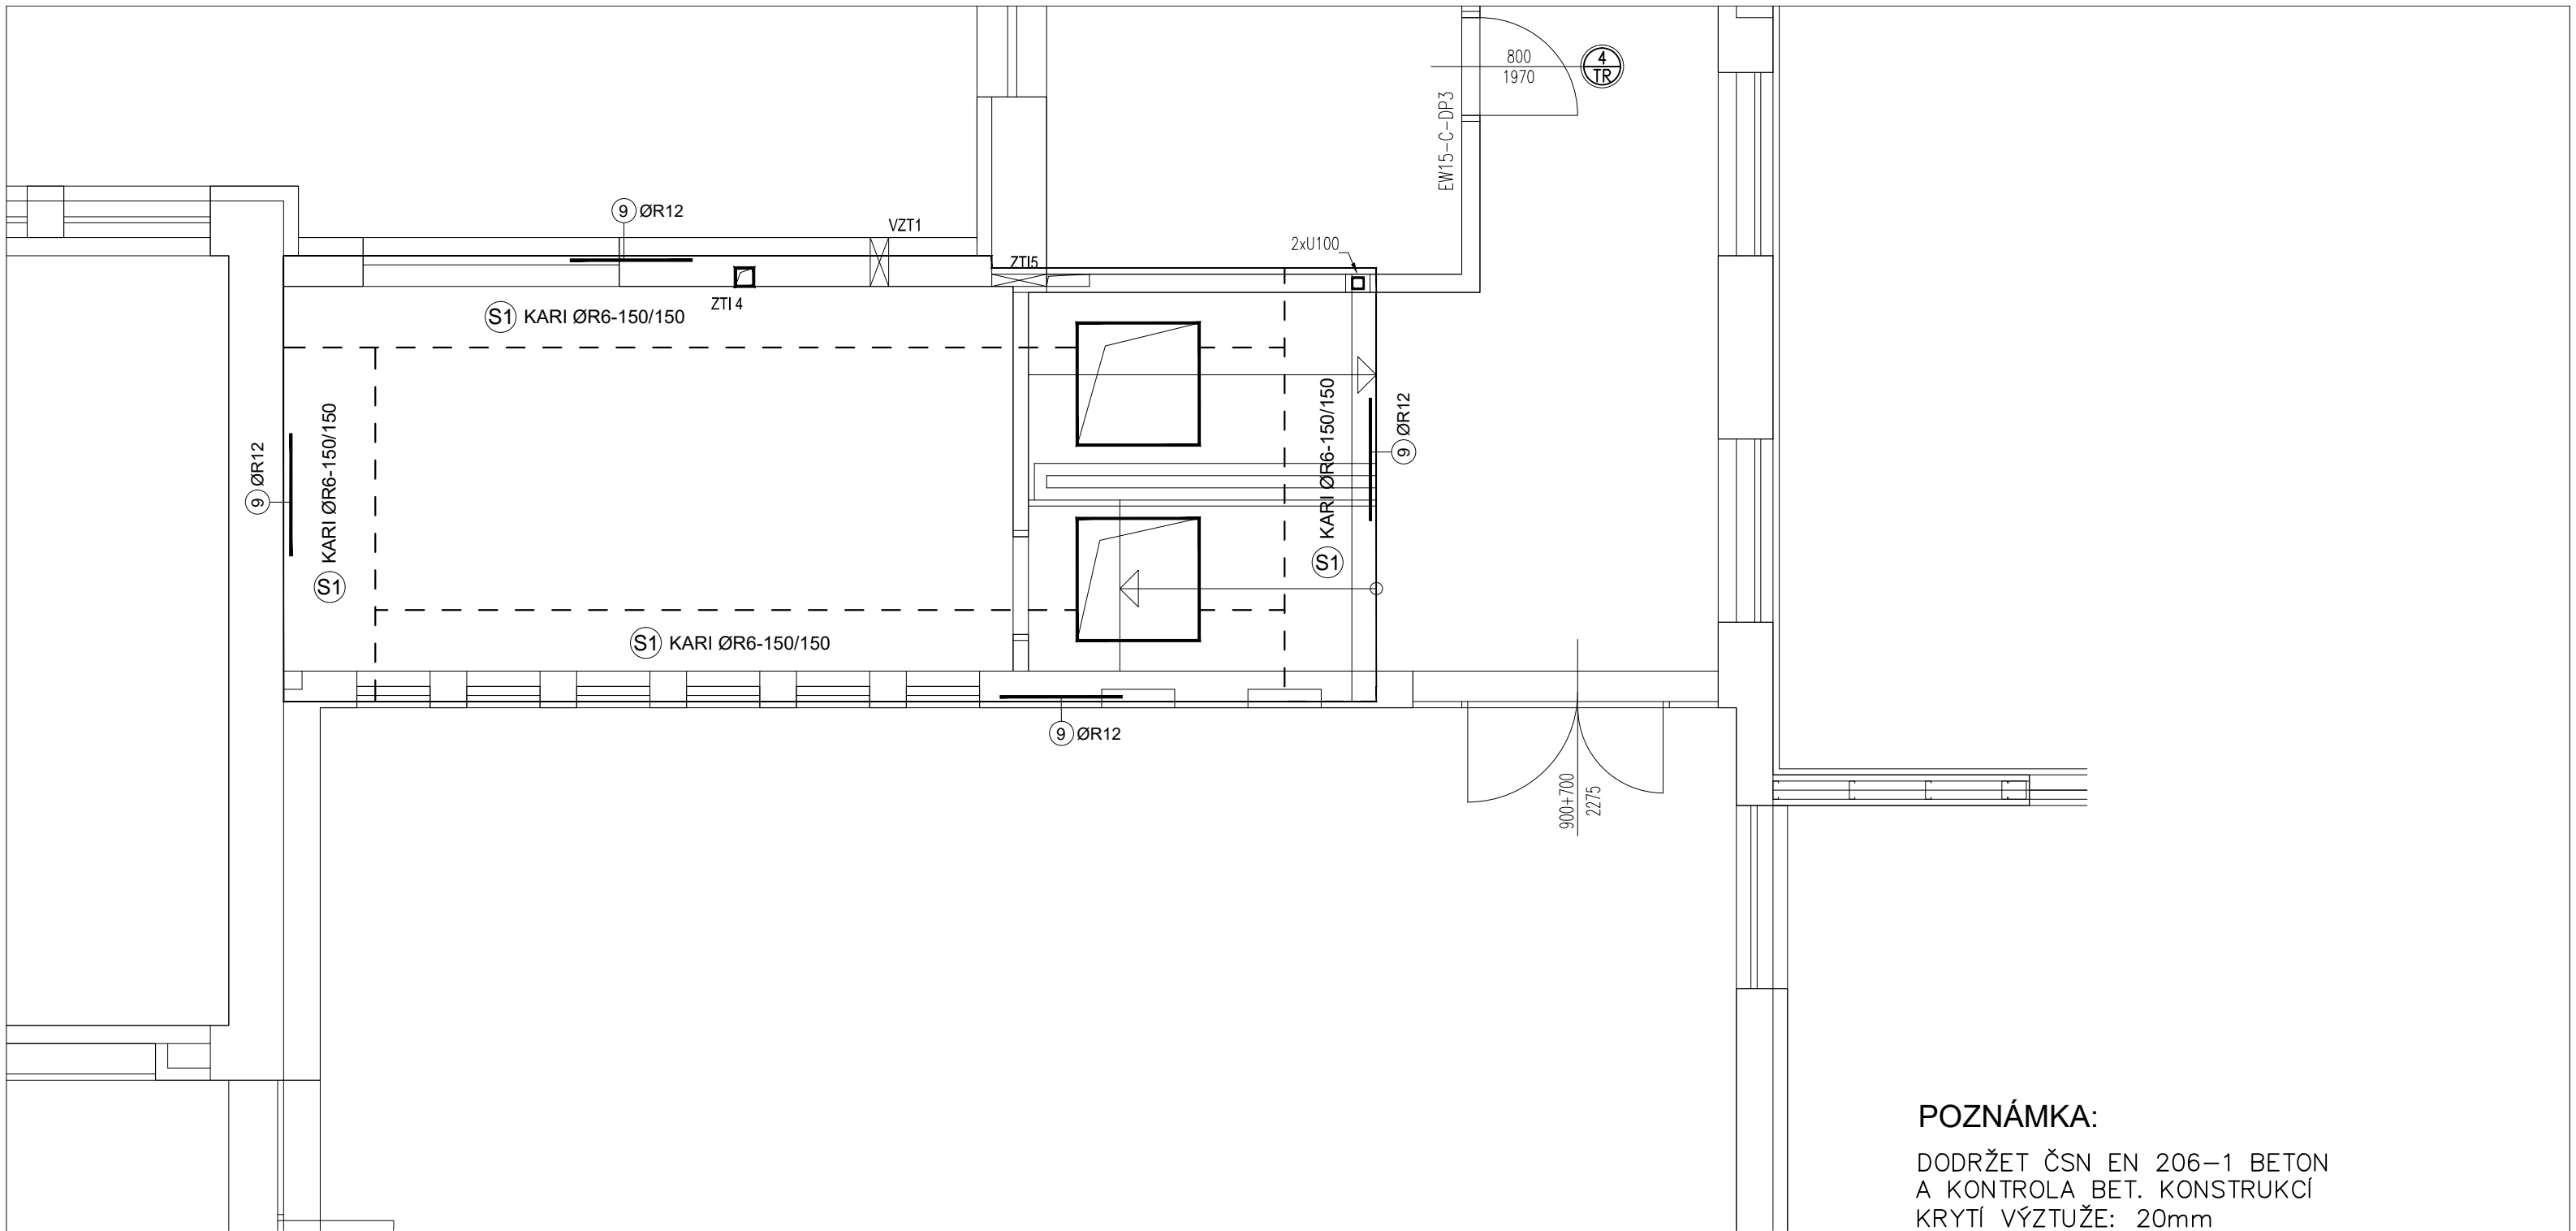 800
1970
4
TR
EW15-C-DP3
9 ØR12
VZT1
2xU100
ZTI5
ZTI 4
S1 KARI ØR6-150/150
9 ØR12
S1 KARI ØR6-150/150
S1 KARI ØR6-150/150
9 ØR12
S1 KARI ØR6-150/150
9 ØR12
900+700
2275
POZNÁMKA:
DODRŽET ČSN EN 206-1 BETON
A KONTROLA BET. KONSTRUKCÍ
KRYTÍ VÝZTUŽE: 20mm